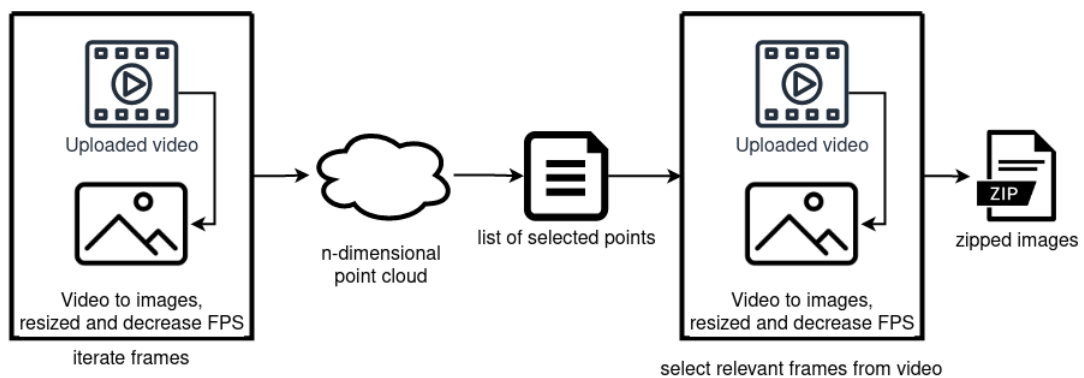 Uploaded video
Video to images,
resized and decrease FPS
iterate frames
n-dimensional
point cloud
list of selected points
Uploaded video
Video to images,
resized and decrease FPS
select relevant frames from video
ZIP
zipped images